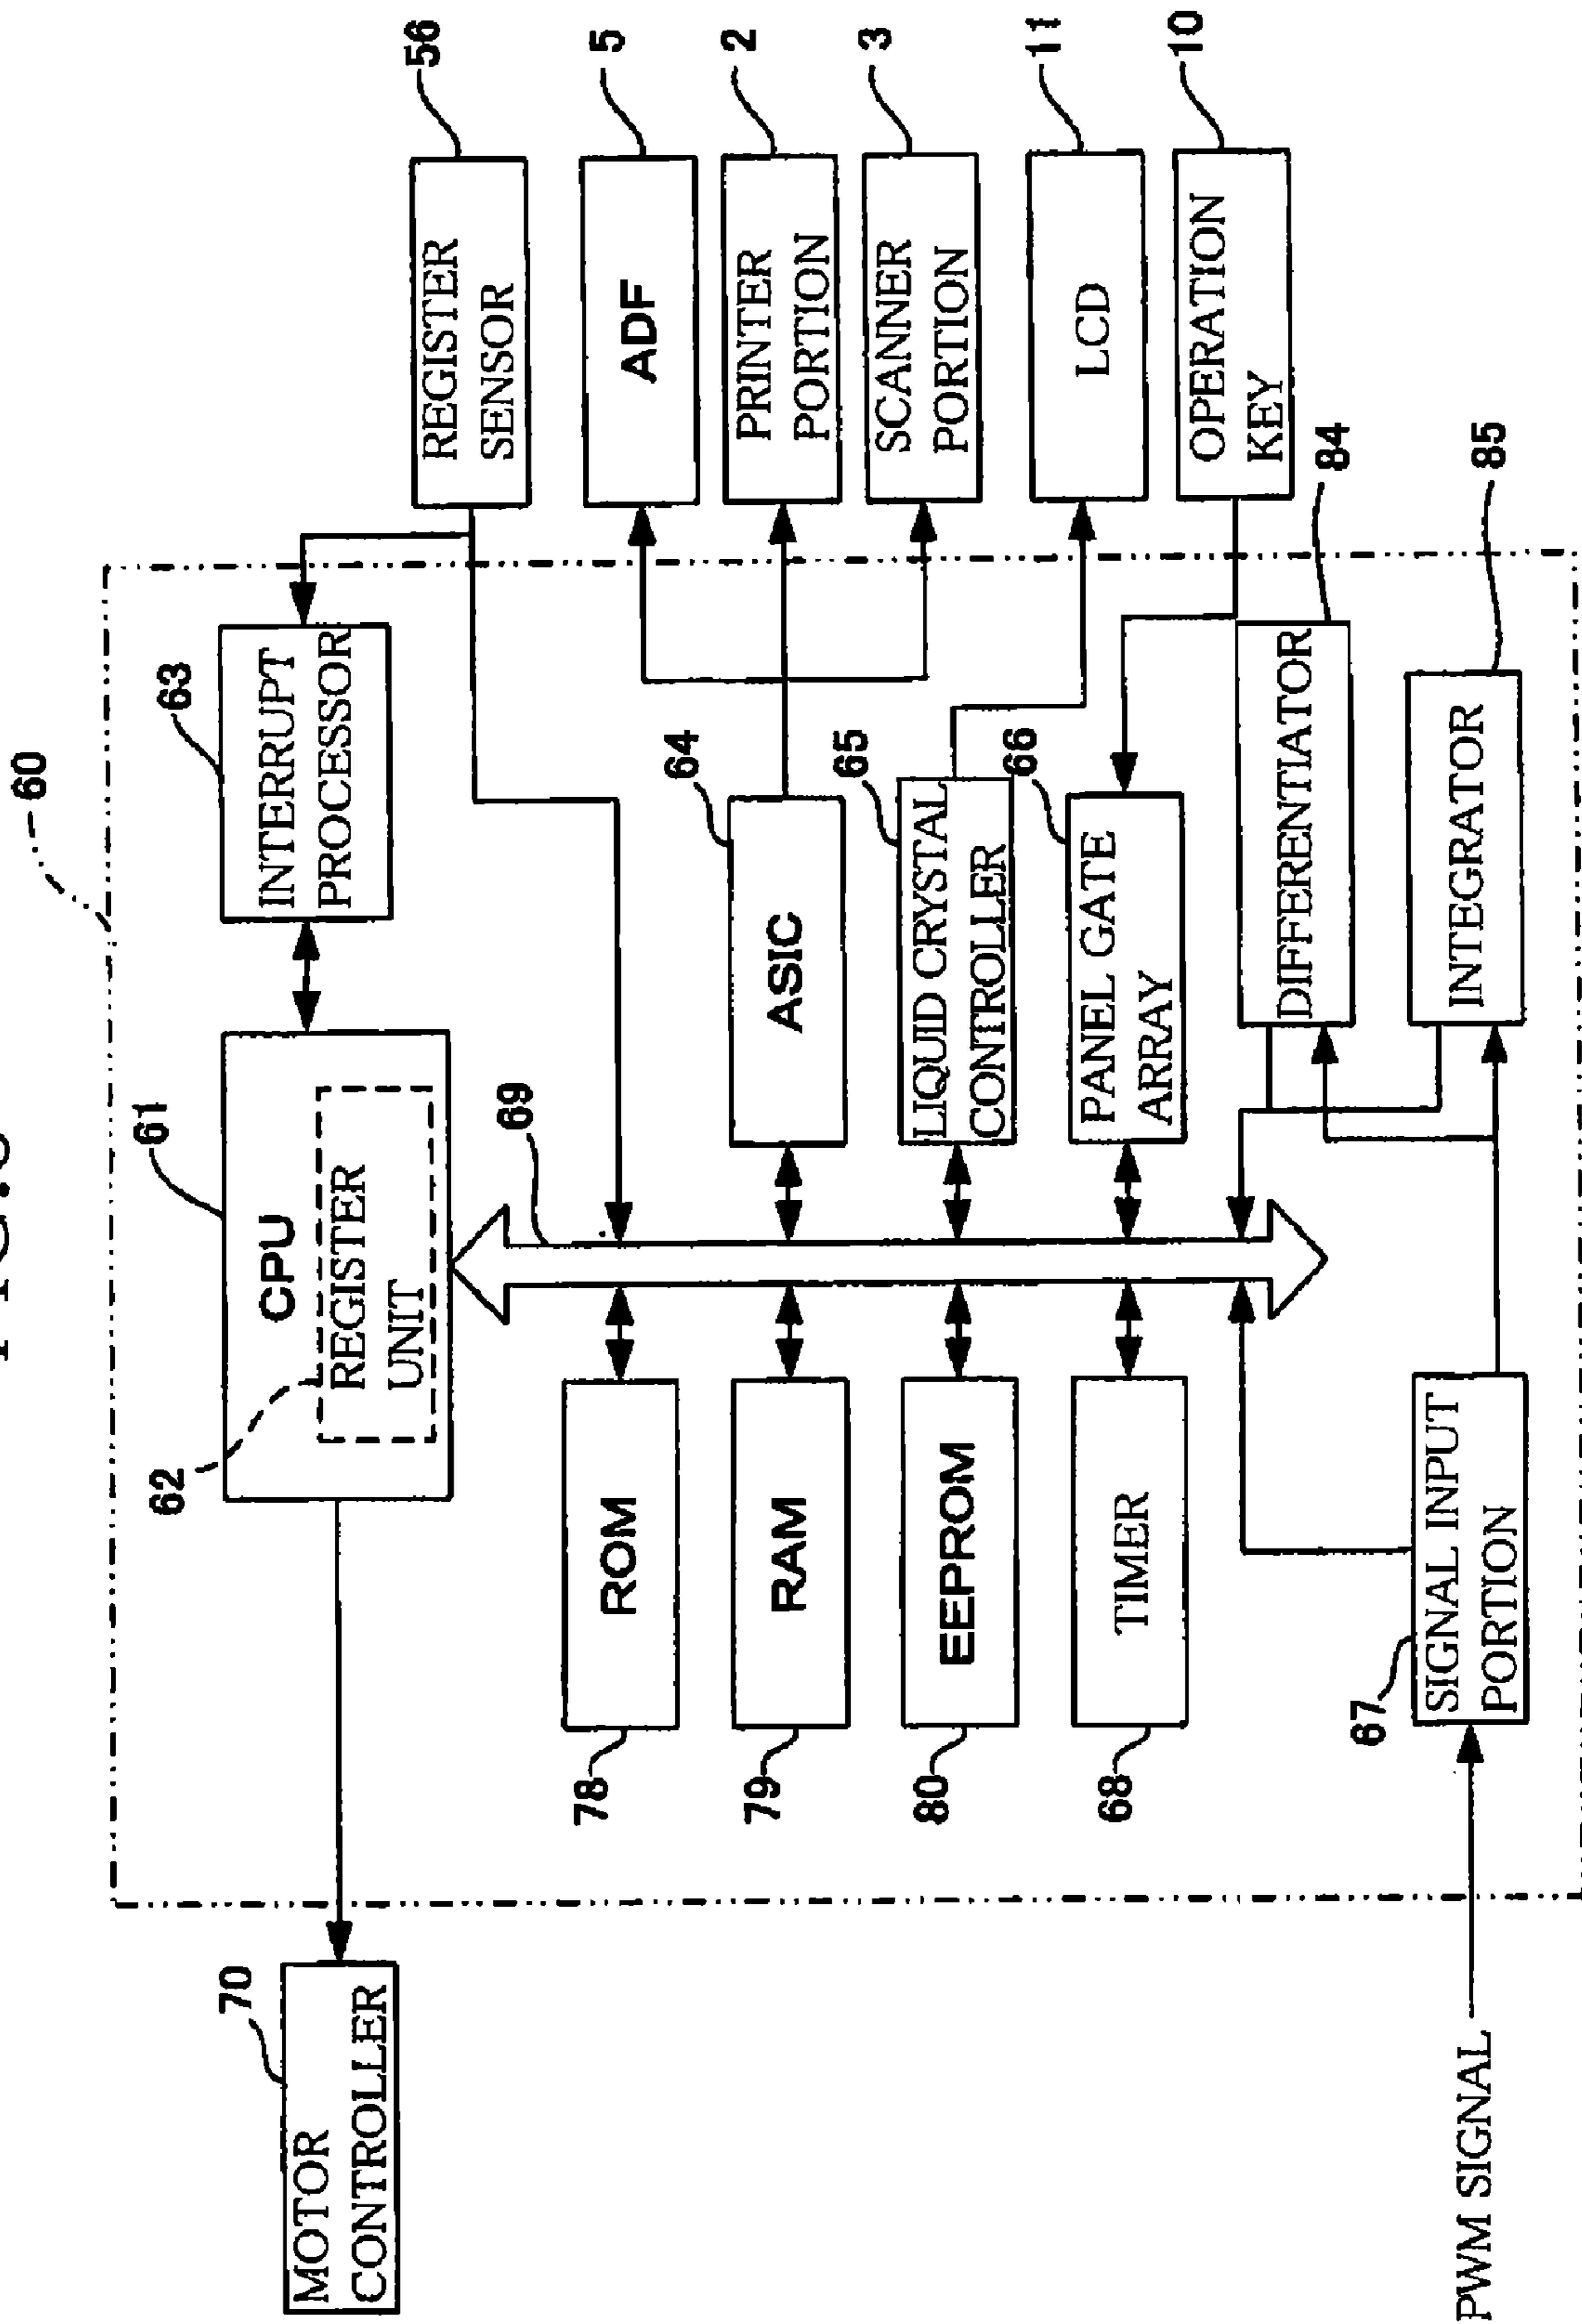 60
70
MOTOR
CONTROLLER
61
CPU
62
REGISTER
UNIT
63
INTERRUPT
PROCESSOR
56
REGISTER
SENSOR
69
78
ROM
79
RAM
80
EEPROM
68
TIMER
64
ASIC
65
LIQUID CRYSTAL
CONTROLLER
66
PANEL GATE
ARRAY
5
ADF
2
PRINTER
PORTION
3
SCANNER
PORTION
11
LCD
10
OPERATION
KEY
84
DIFFERENTIATOR
85
INTEGRATOR
67
SIGNAL INPUT
PORTION
PWM SIGNAL